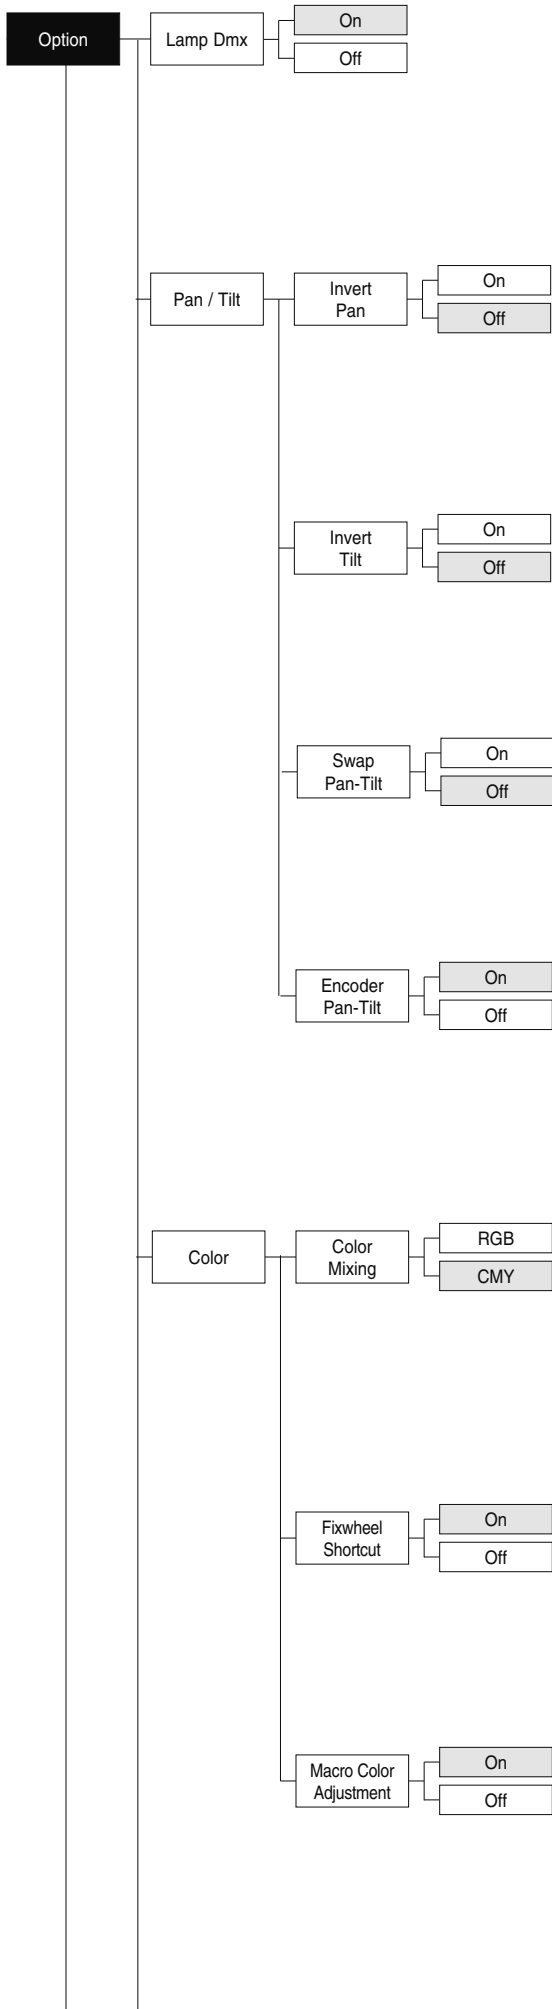 Option
Lamp Dmx
On
Off
Pan / Tilt
Invert
Pan
On
Off
Invert
Tilt
On
Off
Swap
Pan-Tilt
On
Off
Encoder
Pan-Tilt
On
Off
Color
Color
Mixing
RGB
CMY
Fixwheel
Shortcut
On
Off
Macro Color
Adjustment
On
Off